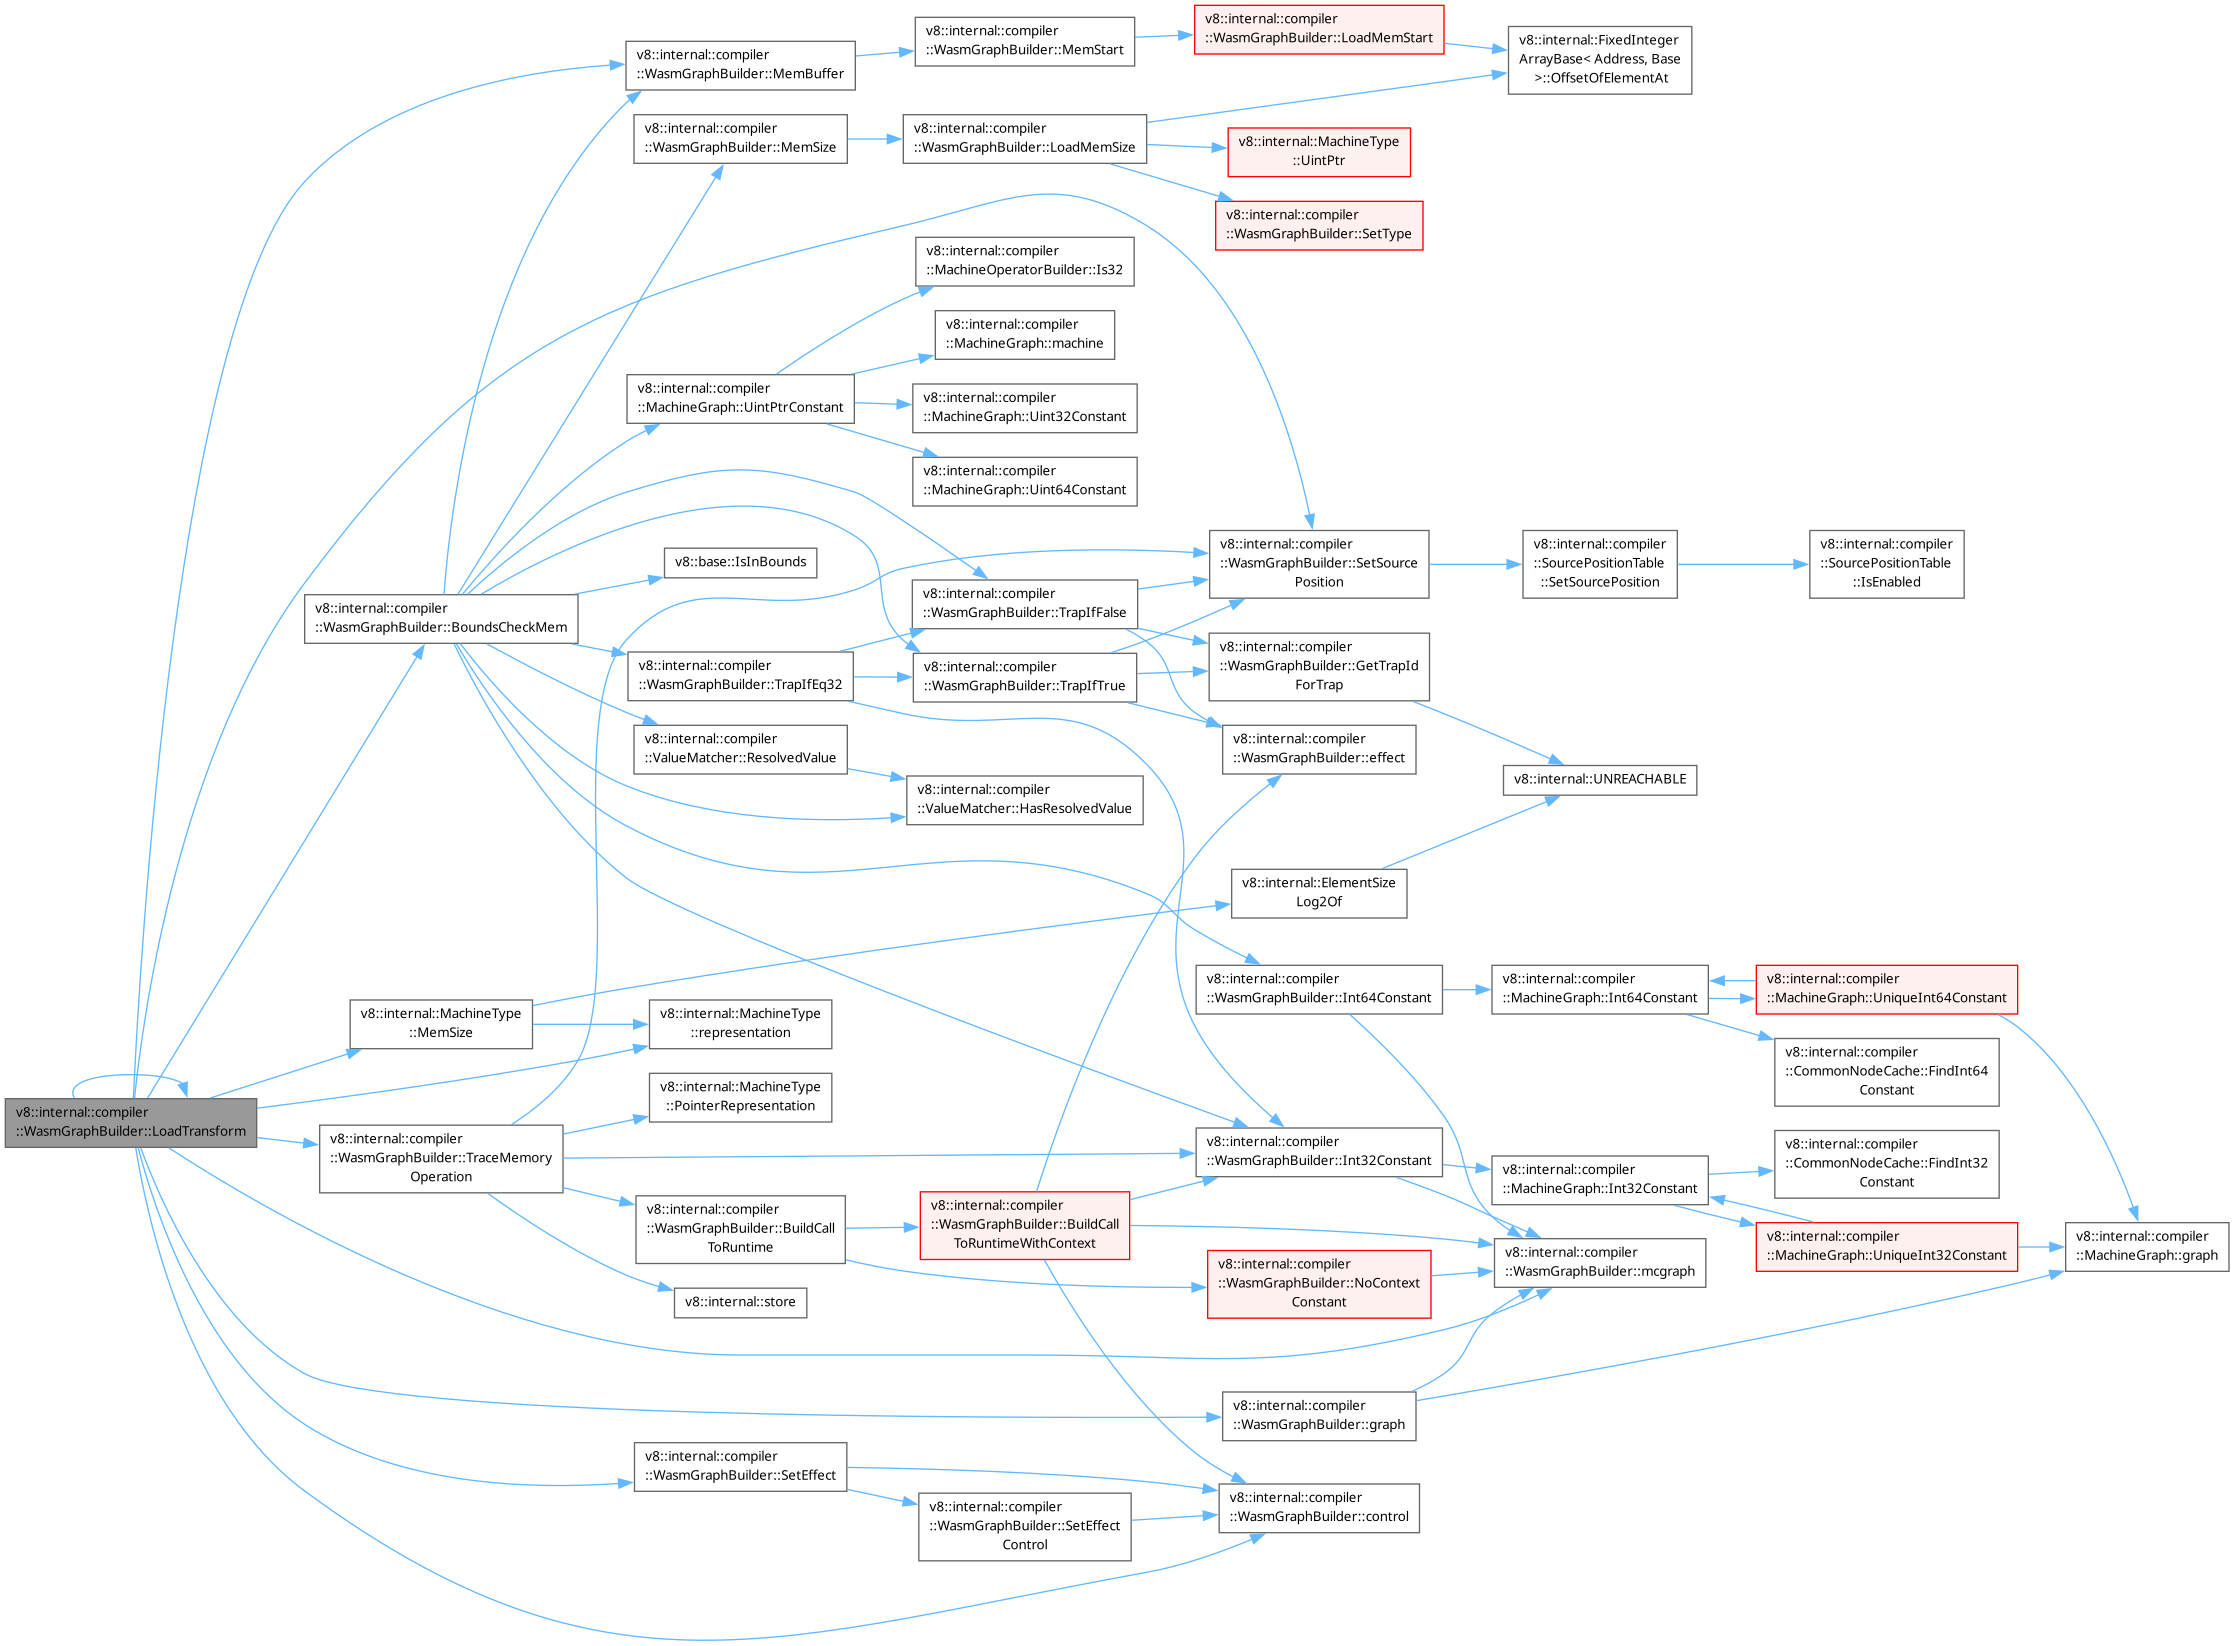 v8::internal::compiler
::WasmGraphBuilder::LoadTransform
v8::internal::compiler
::WasmGraphBuilder::BoundsCheckMem
v8::internal::MachineType
::MemSize
v8::internal::compiler
::WasmGraphBuilder::TraceMemory
Operation
v8::internal::compiler
::WasmGraphBuilder::MemBuffer
v8::internal::compiler
::WasmGraphBuilder::MemSize
v8::internal::compiler
::MachineGraph::UintPtrConstant
v8::base::IsInBounds
v8::internal::compiler
::WasmGraphBuilder::TrapIfEq32
v8::internal::compiler
::ValueMatcher::ResolvedValue
v8::internal::MachineType
::representation
v8::internal::MachineType
::PointerRepresentation
v8::internal::compiler
::WasmGraphBuilder::BuildCall
ToRuntime
v8::internal::store
v8::internal::compiler
::WasmGraphBuilder::SetEffect
v8::internal::compiler
::WasmGraphBuilder::MemStart
v8::internal::compiler
::WasmGraphBuilder::LoadMemSize
v8::internal::compiler
::MachineOperatorBuilder::Is32
v8::internal::compiler
::MachineGraph::machine
v8::internal::compiler
::MachineGraph::Uint32Constant
v8::internal::compiler
::MachineGraph::Uint64Constant
v8::internal::compiler
::WasmGraphBuilder::TrapIfFalse
v8::internal::compiler
::WasmGraphBuilder::TrapIfTrue
v8::internal::compiler
::ValueMatcher::HasResolvedValue
v8::internal::compiler
::WasmGraphBuilder::BuildCall
ToRuntimeWithContext
v8::internal::compiler
::WasmGraphBuilder::SetEffect
Control
v8::internal::compiler
::WasmGraphBuilder::LoadMemStart
v8::internal::MachineType
::UintPtr
v8::internal::compiler
::WasmGraphBuilder::SetType
v8::internal::compiler
::WasmGraphBuilder::SetSource
Position
v8::internal::compiler
::WasmGraphBuilder::GetTrapId
ForTrap
v8::internal::compiler
::WasmGraphBuilder::effect
v8::internal::ElementSize
Log2Of
v8::internal::compiler
::WasmGraphBuilder::Int64Constant
v8::internal::compiler
::WasmGraphBuilder::Int32Constant
v8::internal::compiler
::WasmGraphBuilder::NoContext
Constant
v8::internal::compiler
::WasmGraphBuilder::graph
v8::internal::compiler
::WasmGraphBuilder::control
v8::internal::FixedInteger
ArrayBase< Address, Base
>::OffsetOfElementAt
v8::internal::compiler
::SourcePositionTable
::SetSourcePosition
v8::internal::UNREACHABLE
v8::internal::compiler
::MachineGraph::Int64Constant
v8::internal::compiler
::MachineGraph::Int32Constant
v8::internal::compiler
::WasmGraphBuilder::mcgraph
v8::internal::compiler
::SourcePositionTable
::IsEnabled
v8::internal::compiler
::MachineGraph::UniqueInt64Constant
v8::internal::compiler
::CommonNodeCache::FindInt64
Constant
v8::internal::compiler
::CommonNodeCache::FindInt32
Constant
v8::internal::compiler
::MachineGraph::UniqueInt32Constant
v8::internal::compiler
::MachineGraph::graph